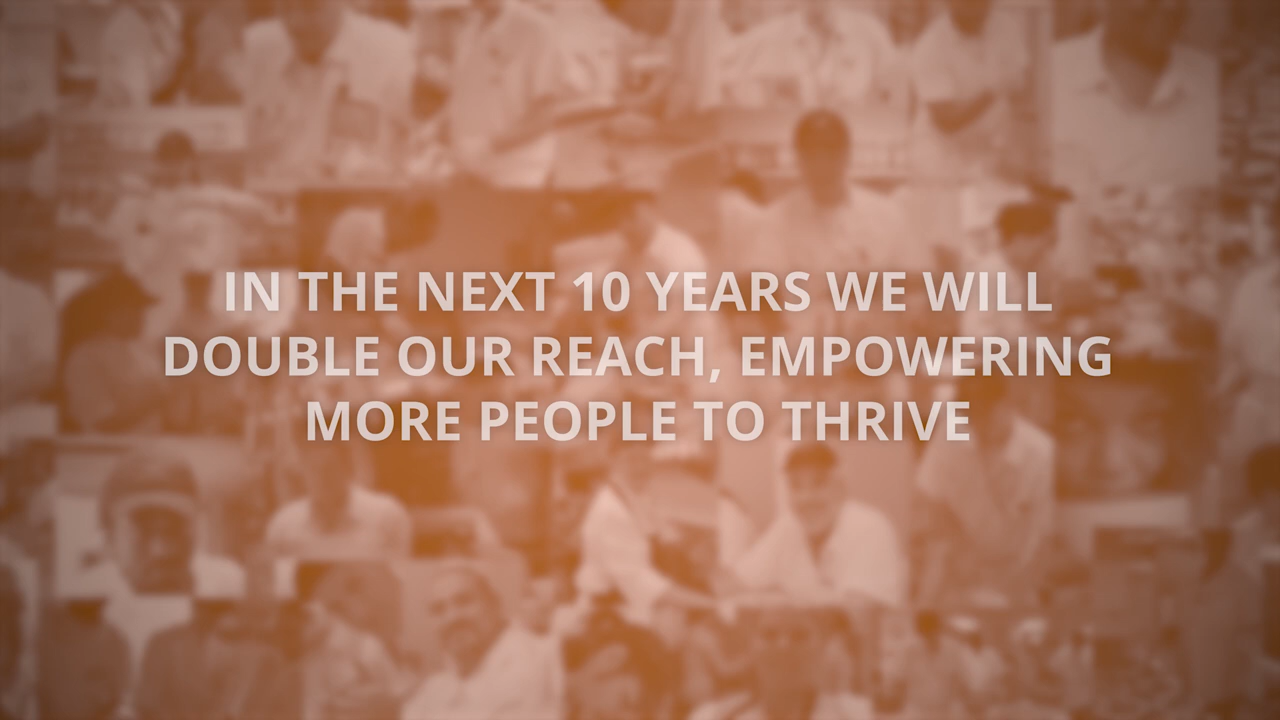 IN THE NEXT 10 YEARS WE WILL
DOUBLE OUR REACH, EMPOWERING
MORE PEOPLE TO THRIVE